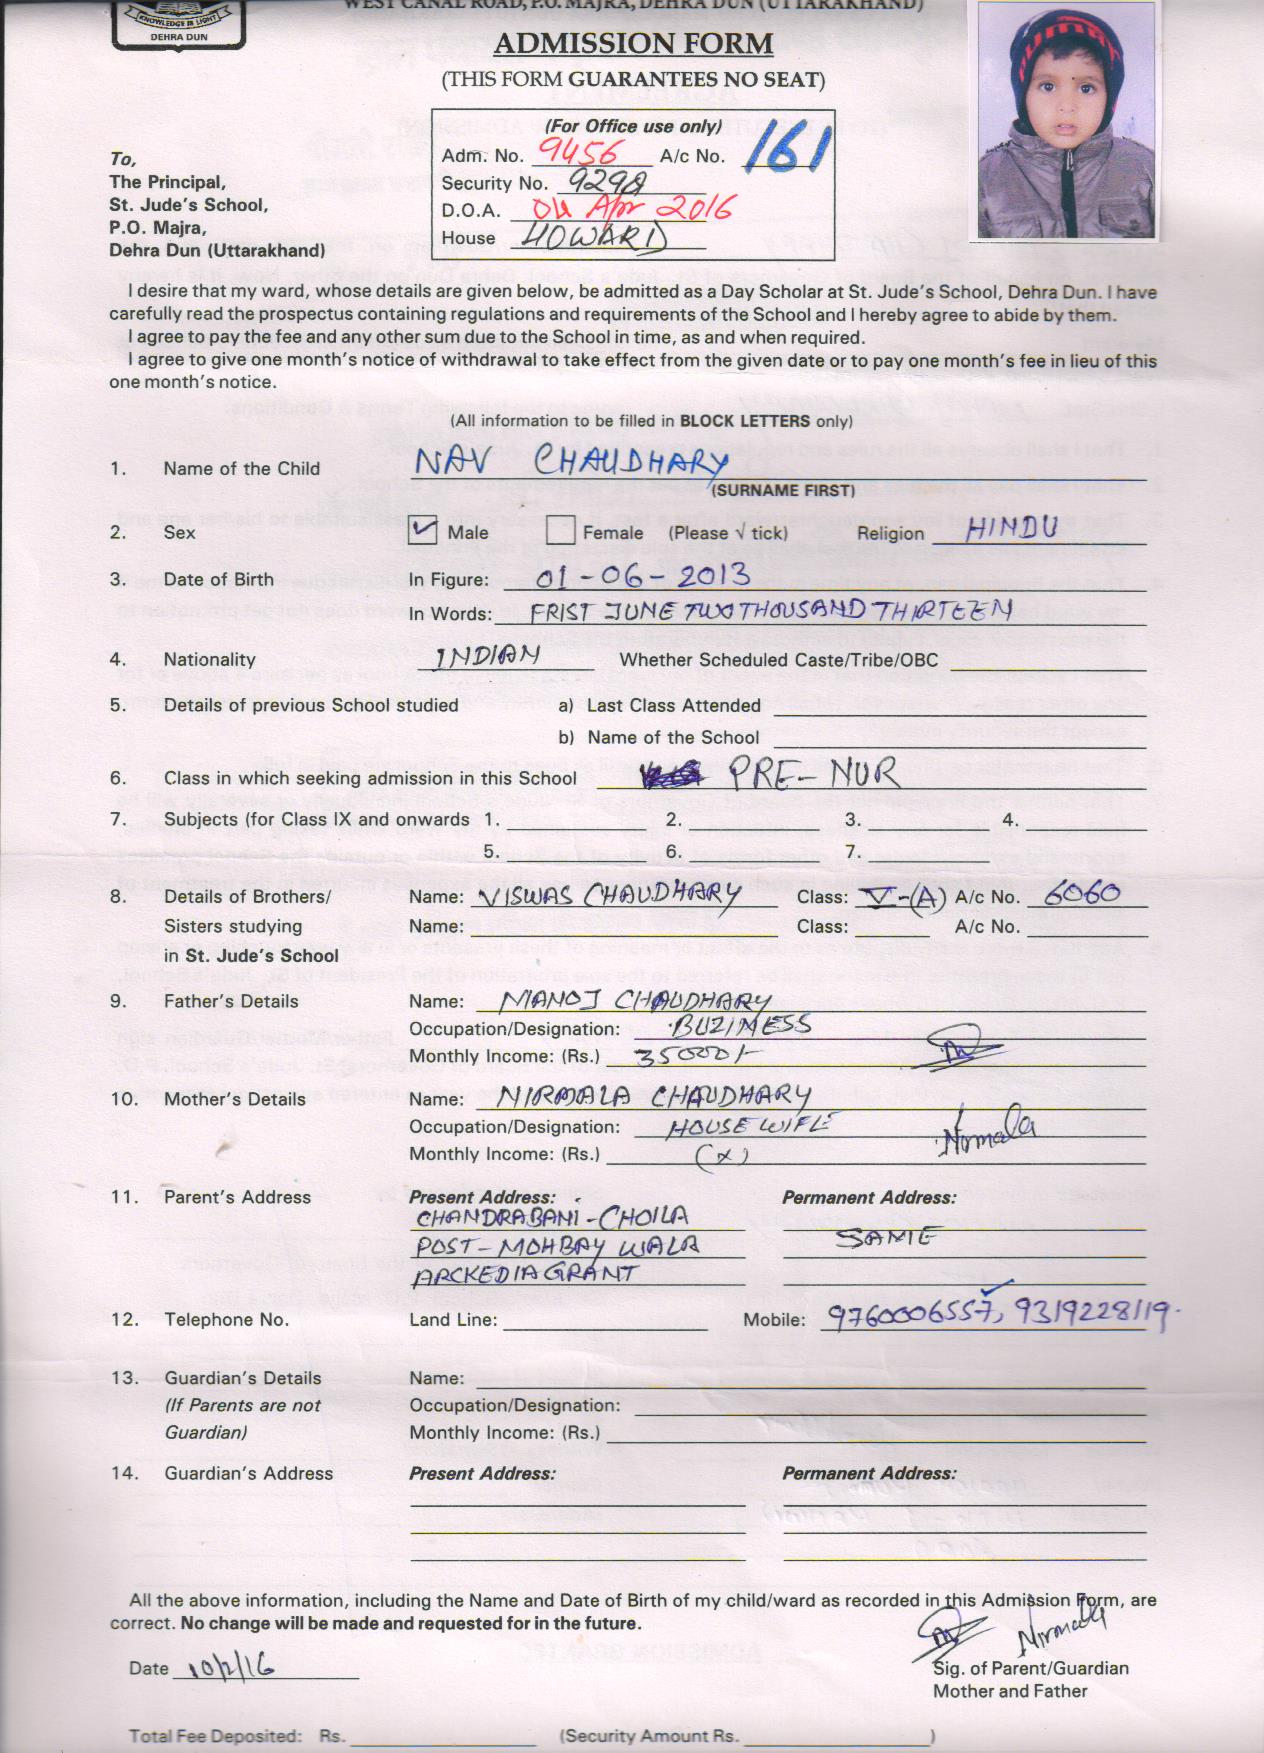 KNOWLEDGE IS LIGHT
DEHRA DUN
WEST CANAL ROAD, P.O. MAJRA, DEHRA DUN (UTTARAKHAND)
ADMISSION FORM
(THIS FORM GUARANTEES NO SEAT)
(For Office use only)
Adm. No. 9456 A/c No. 161
Security No. 9298
D.O.A. 04 Apr 2016
House HOWARD
To,
The Principal,
St. Jude's School,
P.O. Majra,
Dehra Dun (Uttarakhand)
I desire that my ward, whose details are given below, be admitted as a Day Scholar at St. Jude's School, Dehra Dun. I have
carefully read the prospectus containing regulations and requirements of the School and I hereby agree to abide by them.
I agree to pay the fee and any other sum due to the School in time, as and when required.
I agree to give one month's notice of withdrawal to take effect from the given date or to pay one month's fee in lieu of this
one month's notice.
(All information to be filled in BLOCK LETTERS only)
1. Name of the Child NAV CHAUDHARY
(SURNAME FIRST)
2. Sex Male Female (Please √ tick) Religion HINDU
3. Date of Birth In Figure: 01-06-2013
In Words: FRIST JUNE TWO THOUSAND THIRTEEN
4. Nationality INDIAN Whether Scheduled Caste/Tribe/OBC
5. Details of previous School studied a) Last Class Attended
b) Name of the School
6. Class in which seeking admission in this School PRE-NUR
7. Subjects (for Class IX and onwards 1. 2. 3. 4.
5. 6. 7.
8. Details of Brothers/ Name: VISWAS CHAUDHARY Class: V-(A) A/c No. 6060
Sisters studying Name: Class: A/c No.
in St. Jude's School
9. Father's Details Name: MANOJ CHAUDHARY
Occupation/Designation: BUZINESS
Monthly Income: (Rs.) 35000/-
10. Mother's Details Name: NIRMALA CHAUDHARY
Occupation/Designation: HOUSE WIFE Nirmala
Monthly Income: (Rs.) (x)
11. Parent's Address Present Address: Permanent Address:
CHANDRABANI-CHOILA
POST-MOHBAY WALA SAME
ARCKEDIA GRANT
12. Telephone No. Land Line: Mobile: 9760006557, 9319228119
13. Guardian's Details Name:
(If Parents are not Occupation/Designation:
Guardian) Monthly Income: (Rs.)
14. Guardian's Address Present Address: Permanent Address:
All the above information, including the Name and Date of Birth of my child/ward as recorded in this Admission Form, are
correct. No change will be made and requested for in the future.
Nirmala
Date 10/2/16 Sig. of Parent/Guardian
Mother and Father
Total Fee Deposited: Rs. (Security Amount Rs. )